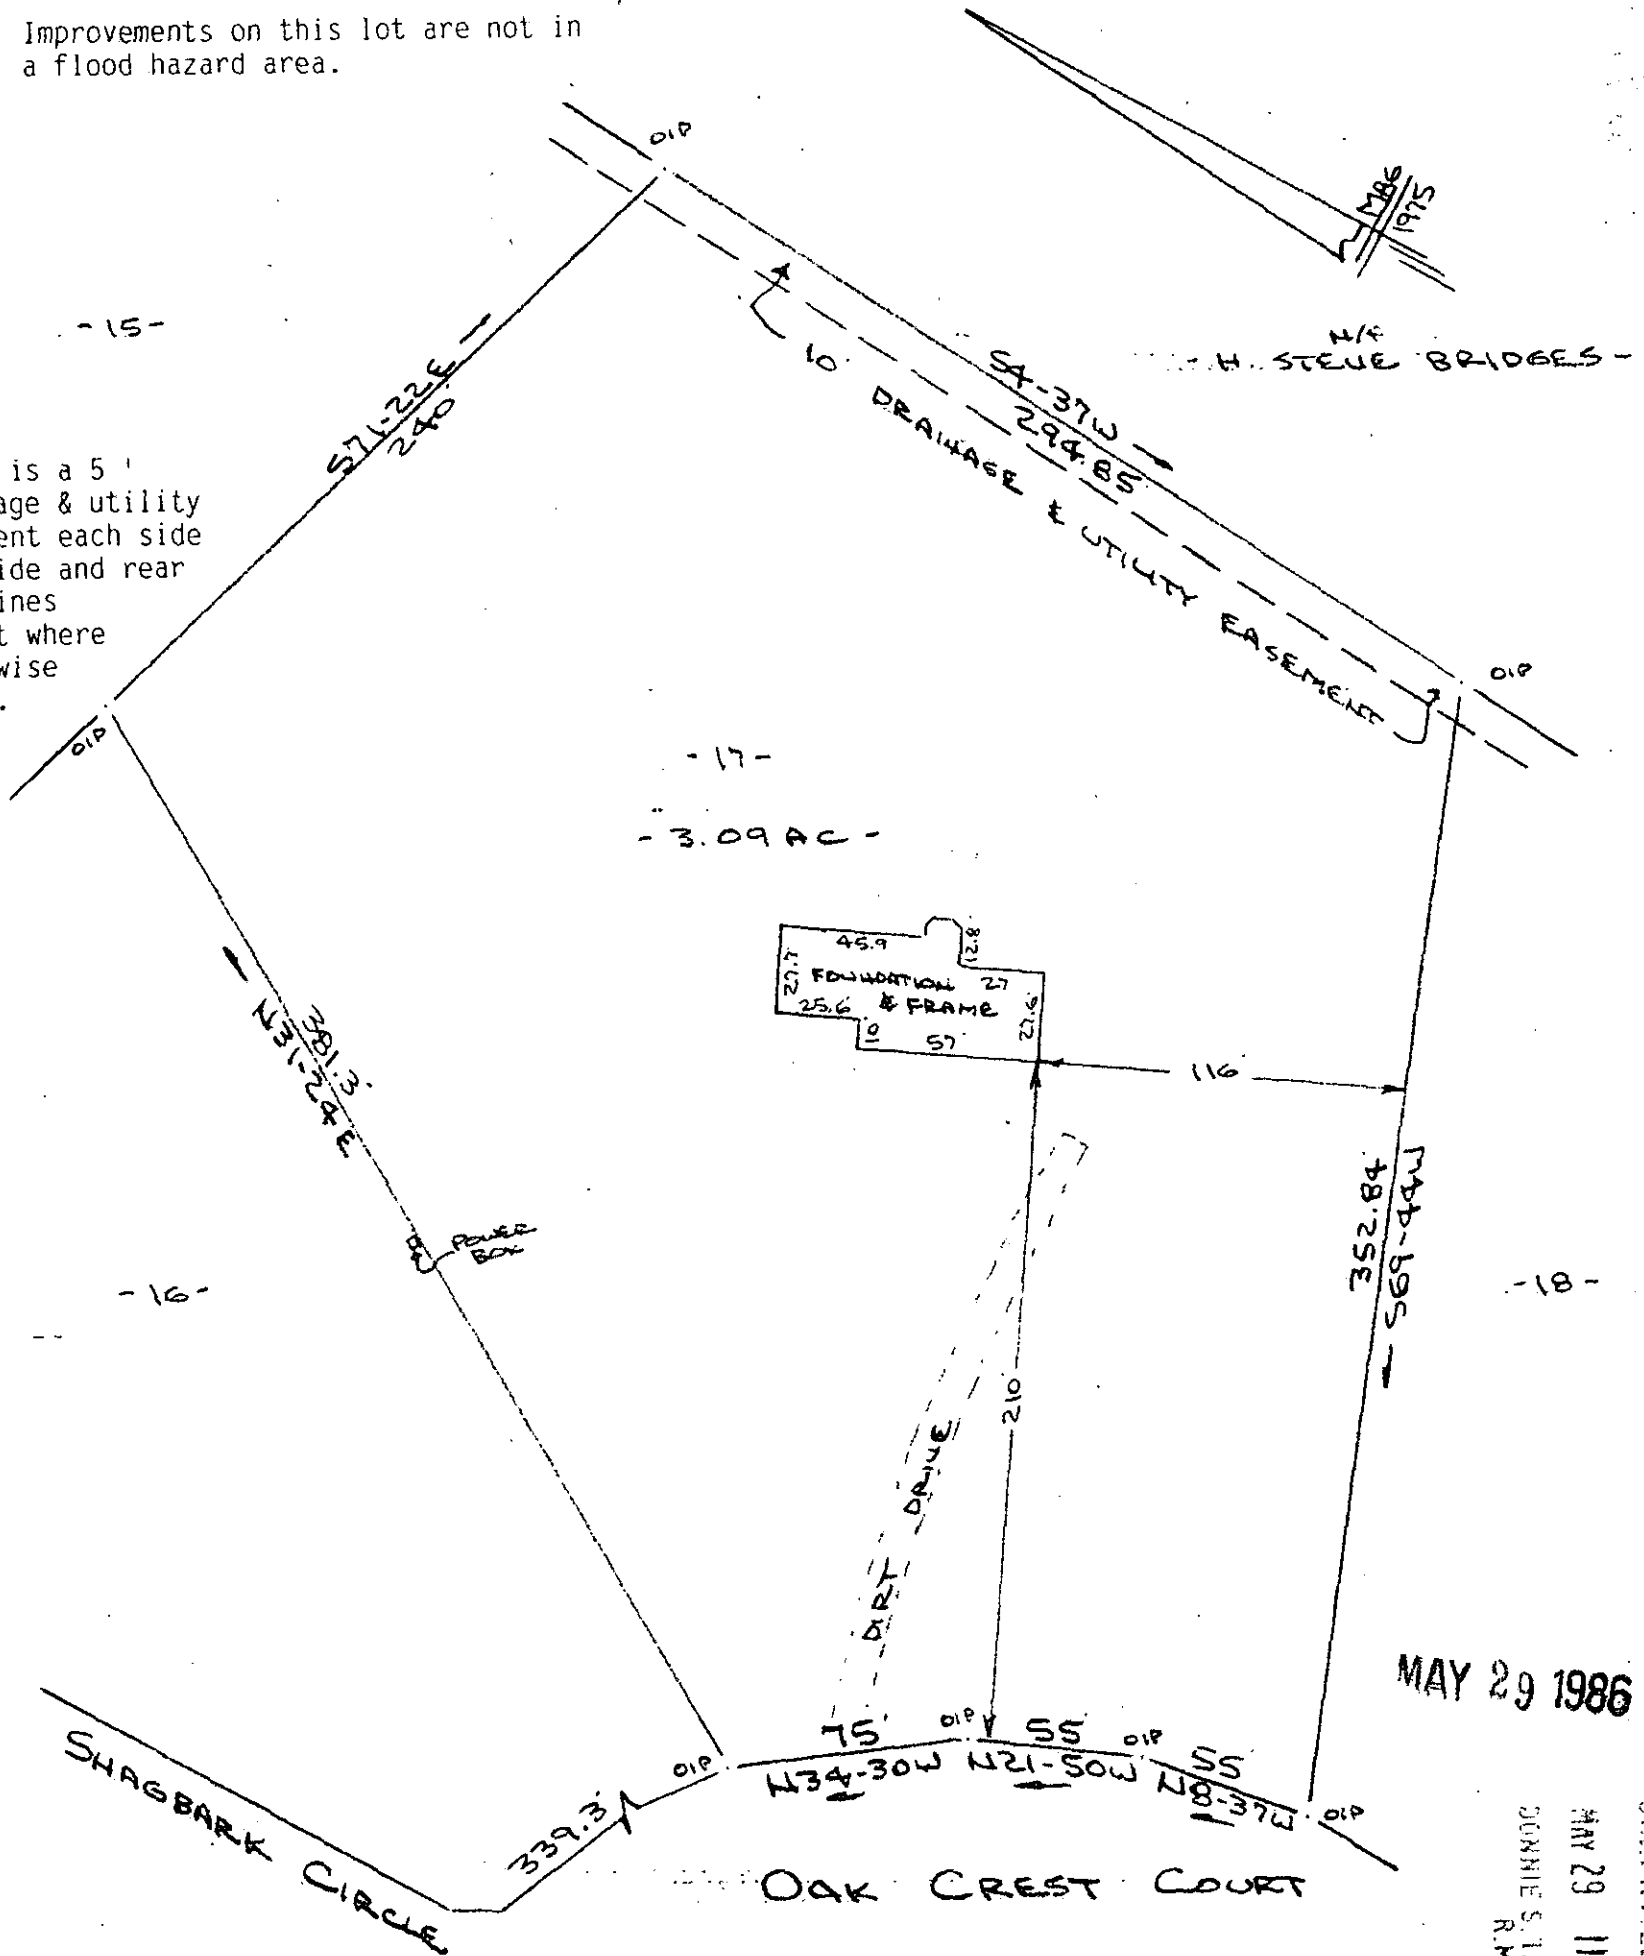 Improvements on this lot are not in
a flood hazard area.
OIP
MB6
1975
N/F
- H. STEVE BRIDGES -
- 15 -
S71-22E
240'
S4-37W
294.85
10' DRAINAGE & UTILITY EASEMENT
is a 5 '
age & utility
ent each side
ide and rear
ines
t where
wise
.
OIP
OIP
- 17 -
- 3.09 AC -
45.9
12.8
27.7
FOUNDATION
27
25.6
& FRAME
27.6
10
57
116
381.3'
N31-24E
POWER
BOX
352.84
S69-44W
- 16 -
- 18 -
210
DIRT DRIVE
MAY 29 1986
75'
OIP
55
OIP
55
OIP
N34-30W
N21-50W
N8-37W
OIP
339.3'
SHAGBARK CIRCLE
OAK CREST COURT
MAY 29 11
DONNIE S. T
R.M